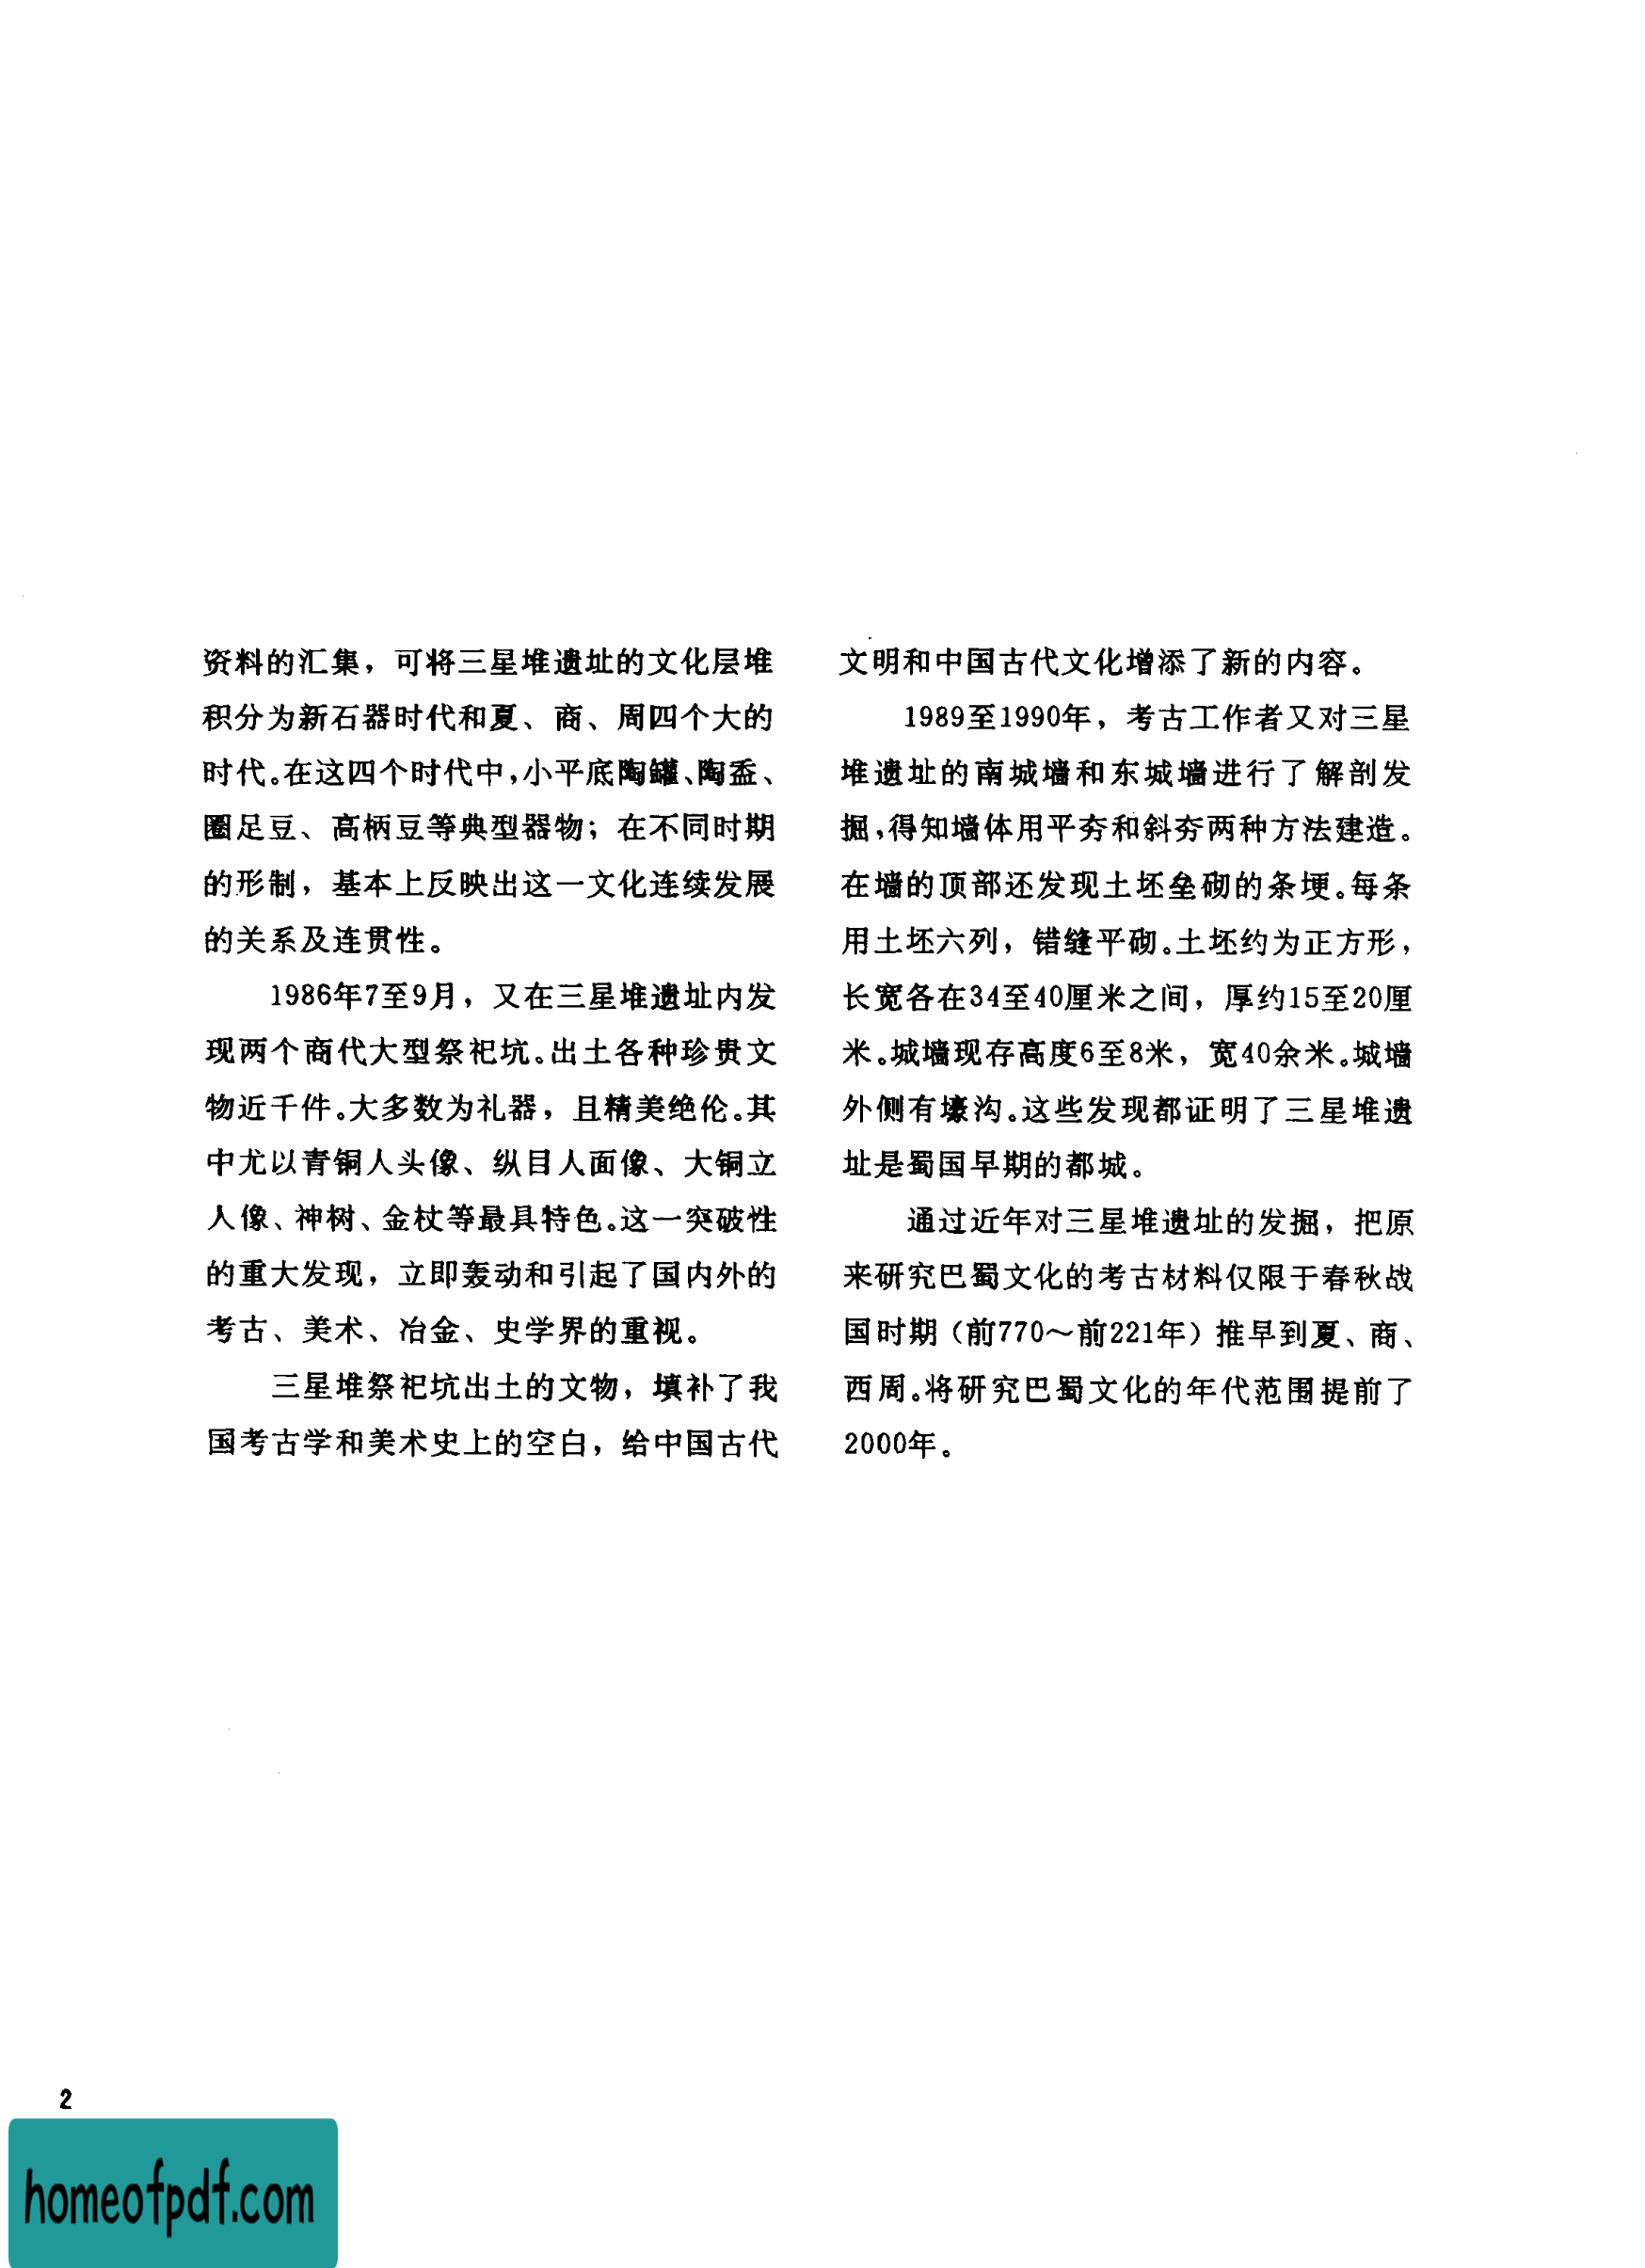 资料的汇集，可将三星堆遗址的文化层堆
积分为新石器时代和夏、商、周四个大的
时代。在这四个时代中，小平底陶罐、陶盉、
圈足豆、高柄豆等典型器物；在不同时期
的形制，基本上反映出这一文化连续发展
的关系及连贯性。
1986年7至9月，又在三星堆遗址内发
现两个商代大型祭祀坑。出土各种珍贵文
物近千件。大多数为礼器，且精美绝伦。其
中尤以青铜人头像、纵目人面像、大铜立
人像、神树、金杖等最具特色。这一突破性
的重大发现，立即轰动和引起了国内外的
考古、美术、冶金、史学界的重视。
三星堆祭祀坑出土的文物，填补了我
国考古学和美术史上的空白，给中国古代
文明和中国古代文化增添了新的内容。
1989至1990年，考古工作者又对三星
堆遗址的南城墙和东城墙进行了解剖发
掘，得知墙体用平夯和斜夯两种方法建造。
在墙的顶部还发现土坯垒砌的条埂。每条
用土坯六列，错缝平砌。土坯约为正方形，
长宽各在34至40厘米之间，厚约15至20厘
米。城墙现存高度6至8米，宽40余米。城墙
外侧有壕沟。这些发现都证明了三星堆遗
址是蜀国早期的都城。
通过近年对三星堆遗址的发掘，把原
来研究巴蜀文化的考古材料仅限于春秋战
国时期（前770～前221年）推早到夏、商、
西周。将研究巴蜀文化的年代范围提前了
2000年。
2
homeofpdf.com